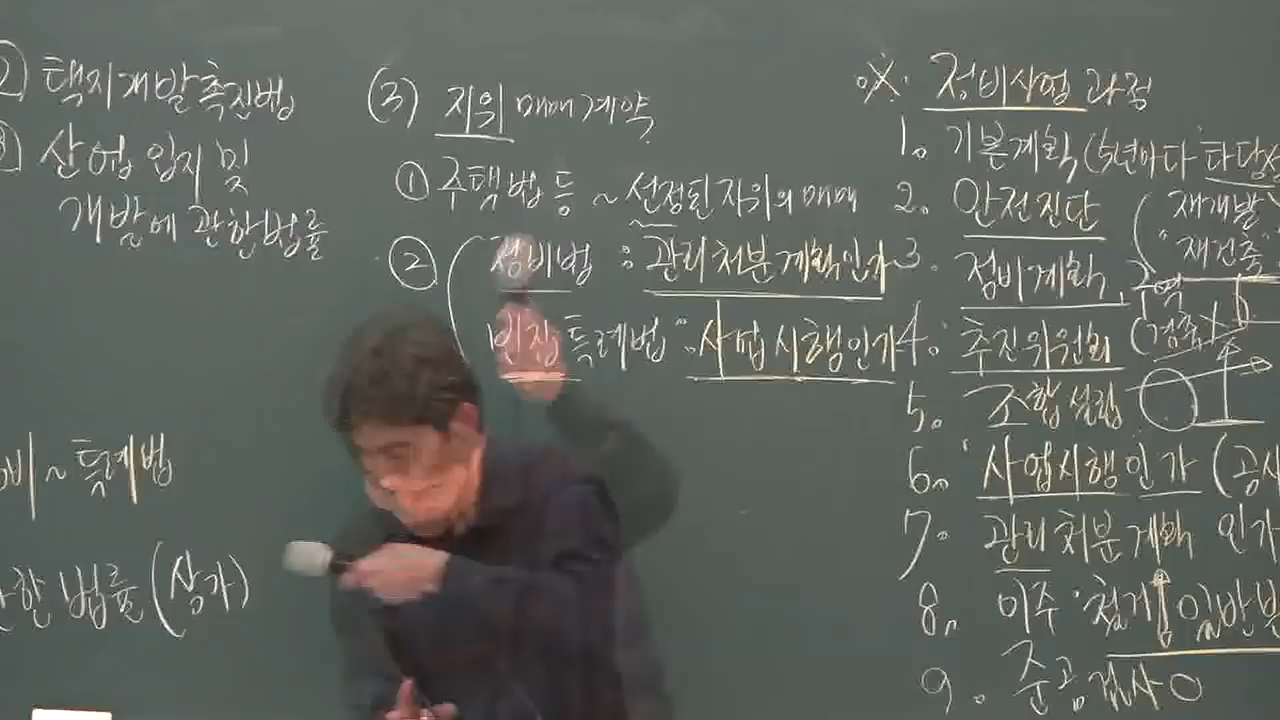 ② 택지개발촉진법
③ 산업입지 및
개발에 관한법률
비~특례법
한 법률(상가)
(3) 지위 매매계약
① 주택법 등 ~ 선정된 지위의 매매
② 정비법 : 관리처분계획인가
빈집특례법 : 사업시행인가
※. 정비사업 과정
1. 기본계획(5년마다 타당성
2. 안전진단 (재개발
"재건축"
3. 정비계획
4. 추진위원회 (검증
5. 조합설립
6. 사업시행인가 (공사
7. 관리처분계획 인가
8. 이주·철거 일반분
9. 준공검사